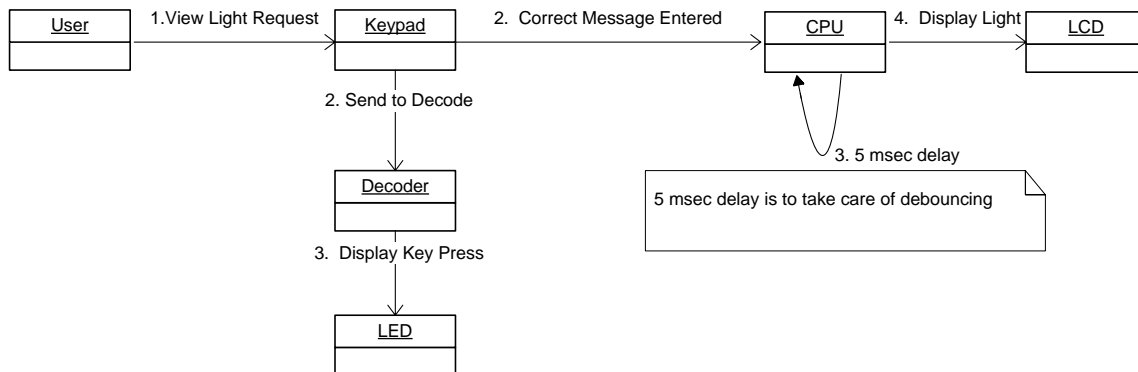 1.View Light Request
2.  Correct Message Entered
4.  Display Light
User
Keypad
CPU
LCD
2. Send to Decode
3. 5 msec delay
Decoder
5 msec delay is to take care of debouncing
3.  Display Key Press
LED